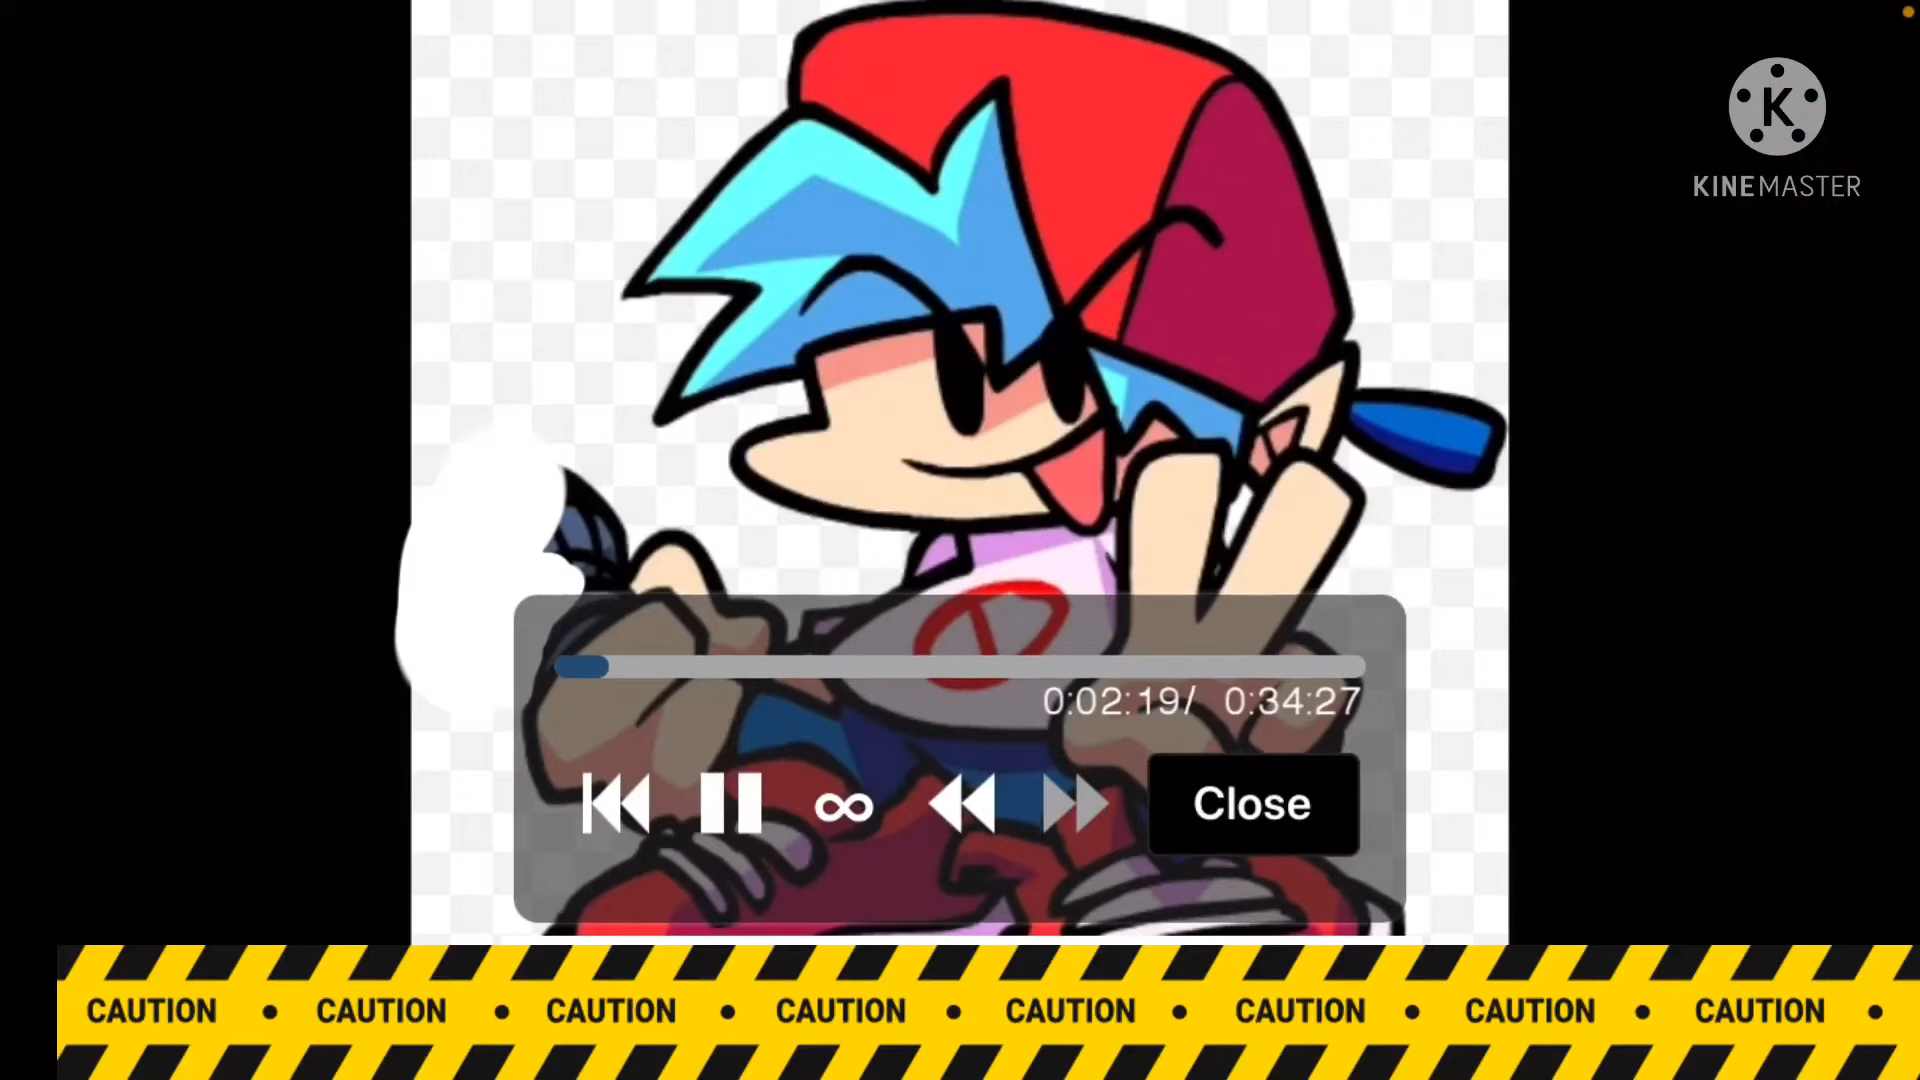 K
KINEMASTER
0:02:19/ 0:34:27
Close
CAUTION • CAUTION • CAUTION • CAUTION • CAUTION • CAUTION • CAUTION • CAUTION •